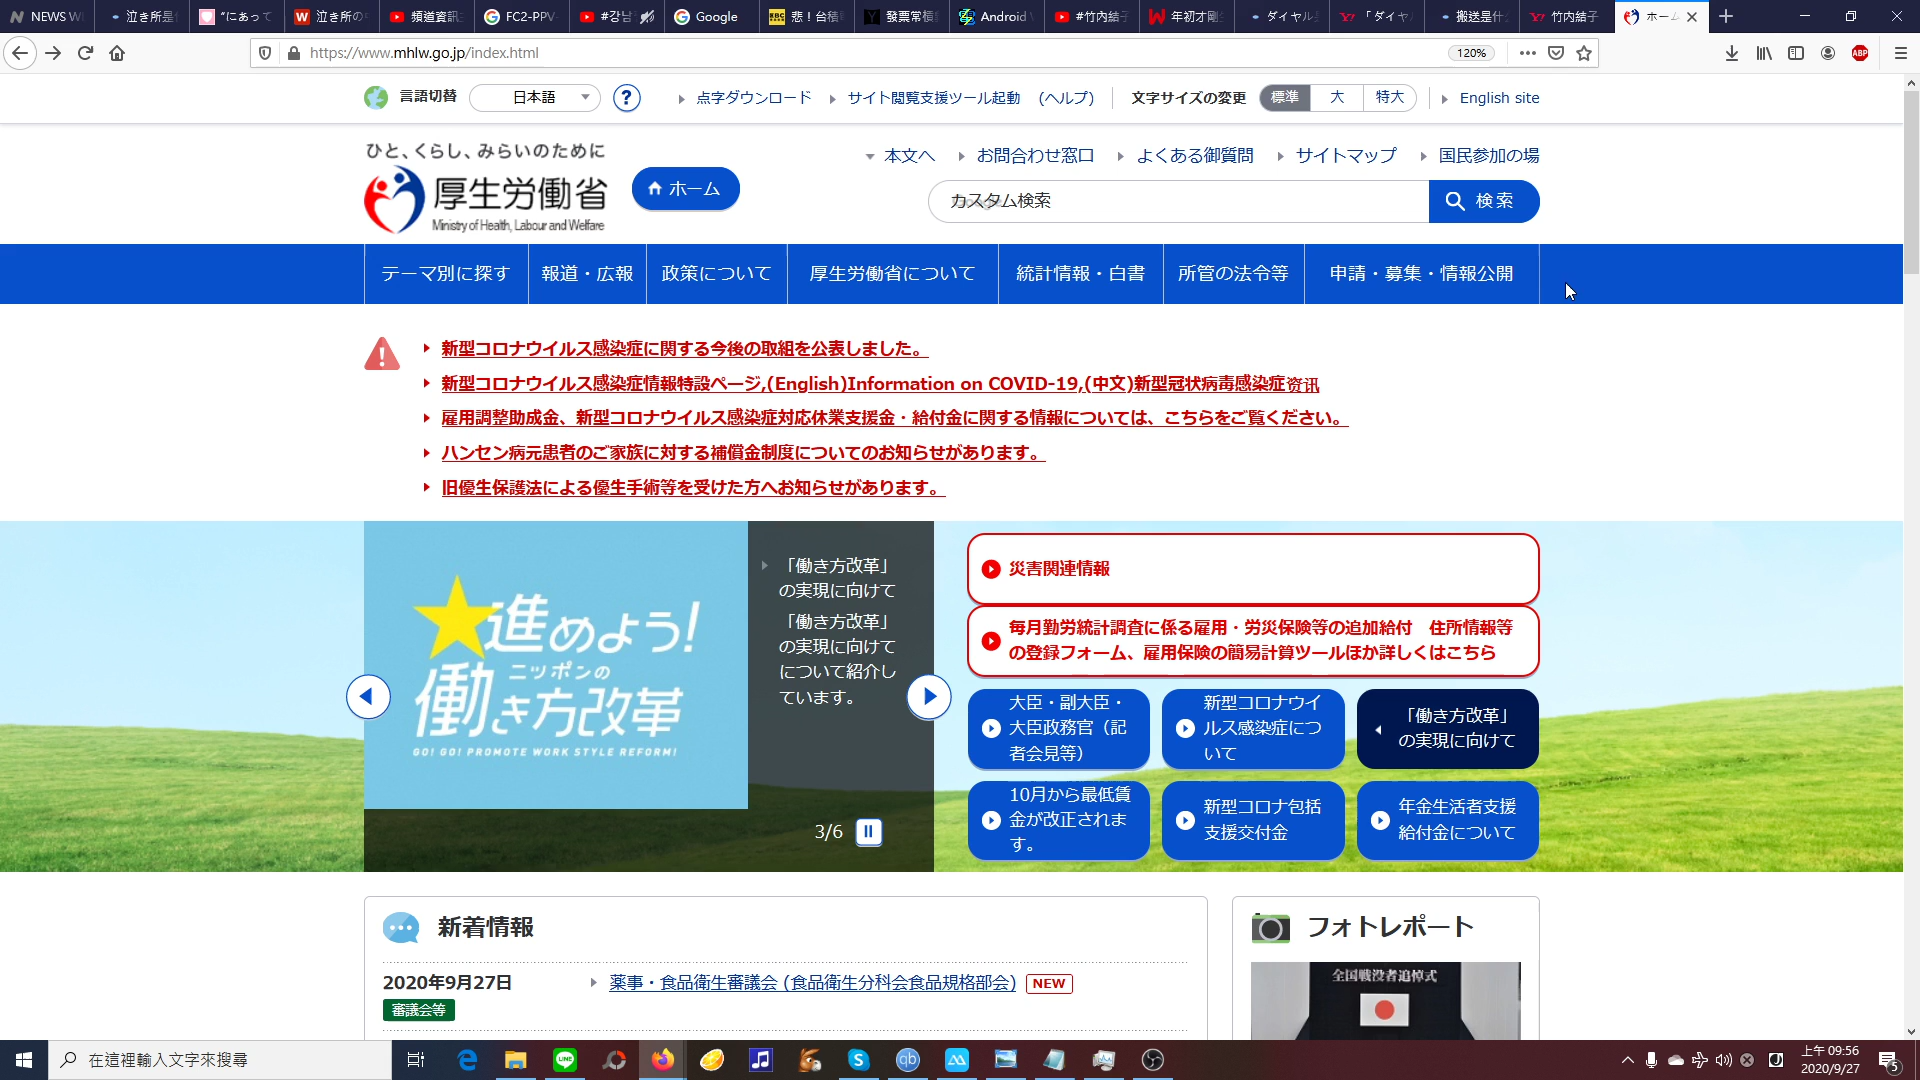 NEWS W
泣き所是什
"にあって
泣き所の
頻道資訊
FC2-PPV
#강남
Google
悲！台積
發票常
Android
#竹内結子
年初才剛
ダイヤル
「ダイヤ
搬送是什
竹内結子
ホーム
https://www.mhlw.go.jp/index.html
120%
ABP
言語切替
日本語
?
点字ダウンロード
サイト閲覧支援ツール起動
(ヘルプ)
文字サイズの変更
標準
大
特大
English site
ひと、くらし、みらいのために
厚生労働省
Ministry of Health, Labour and Welfare
ホーム
本文へ
お問合わせ窓口
よくある御質問
サイトマップ
国民参加の場
カスタム検索
検索
テーマ別に探す
報道・広報
政策について
厚生労働省について
統計情報・白書
所管の法令等
申請・募集・情報公開
新型コロナウイルス感染症に関する今後の取組を公表しました。
新型コロナウイルス感染症情報特設ページ,(English)Information on COVID-19,(中文)新型冠状病毒感染症资讯
雇用調整助成金、新型コロナウイルス感染症対応休業支援金・給付金に関する情報については、こちらをご覧ください。
ハンセン病元患者のご家族に対する補償金制度についてのお知らせがあります。
旧優生保護法による優生手術等を受けた方へお知らせがあります。
進めよう!
ニッポンの
働き方改革
GO! GO! PROMOTE WORK STYLE REFORM!
「働き方改革」
の実現に向けて
「働き方改革」
の実現に向けて
について紹介し
ています。
3/6
災害関連情報
毎月勤労統計調査に係る雇用・労災保険等の追加給付　住所情報等
の登録フォーム、雇用保険の簡易計算ツールほか詳しくはこちら
大臣・副大臣・
大臣政務官（記
者会見等）
新型コロナウイ
ルス感染症につ
いて
「働き方改革」
の実現に向けて
10月から最低賃
金が改正されま
す。
新型コロナ包括
支援交付金
年金生活者支援
給付金について
新着情報
2020年9月27日
薬事・食品衛生審議会 (食品衛生分科会食品規格部会)
NEW
審議会等
フォトレポート
全国戦没者追悼式
在這裡輸入文字來搜尋
LINE
上午 09:56
2020/9/27
5